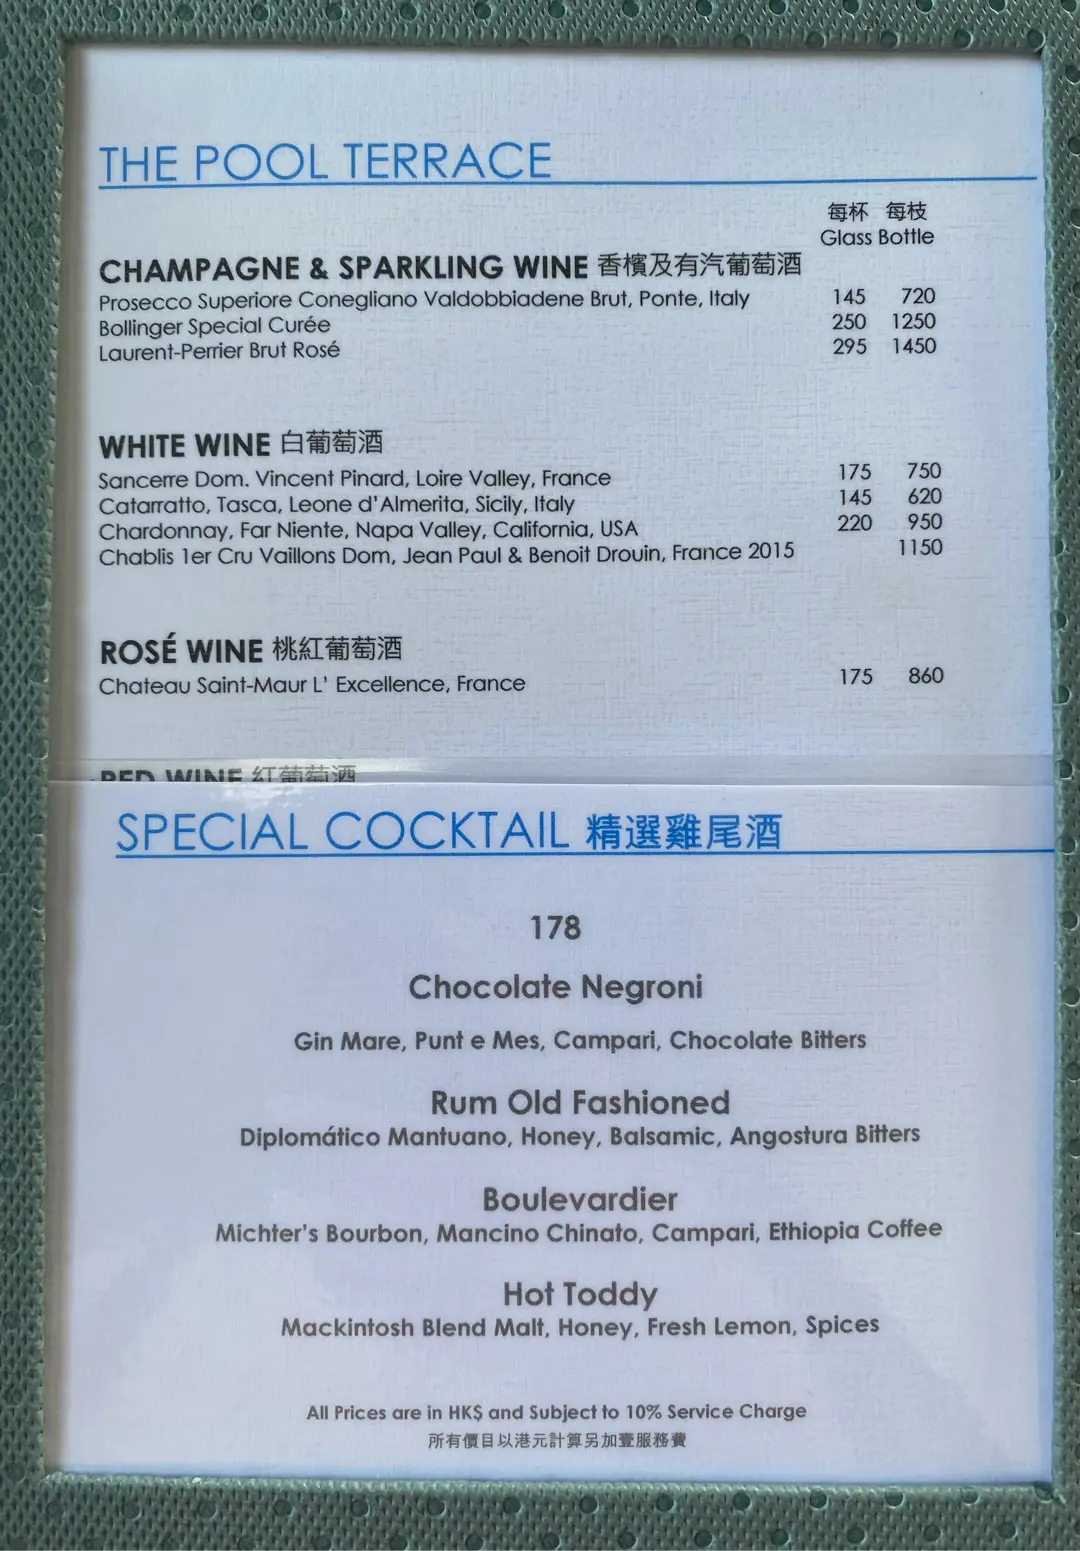 THE POOL TERRACE
每杯 每枝
Glass Bottle
CHAMPAGNE & SPARKLING WINE 香檳及有汽葡萄酒
Prosecco Superiore Conegliano Valdobbiadene Brut, Ponte, Italy 145 720
Bollinger Special Curée 250 1250
Laurent-Perrier Brut Rosé 295 1450
WHITE WINE 白葡萄酒
Sancerre Dom. Vincent Pinard, Loire Valley, France 175 750
Catarratto, Tasca, Leone d'Almerita, Sicily, Italy 145 620
Chardonnay, Far Niente, Napa Valley, California, USA 220 950
Chablis 1er Cru Vaillons Dom, Jean Paul & Benoit Drouin, France 2015 1150
ROSÉ WINE 桃紅葡萄酒
Chateau Saint-Maur L' Excellence, France 175 860
RED WINE 紅葡萄酒
SPECIAL COCKTAIL 精選雞尾酒
178
Chocolate Negroni
Gin Mare, Punt e Mes, Campari, Chocolate Bitters
Rum Old Fashioned
Diplomático Mantuano, Honey, Balsamic, Angostura Bitters
Boulevardier
Michter's Bourbon, Mancino Chinato, Campari, Ethiopia Coffee
Hot Toddy
Mackintosh Blend Malt, Honey, Fresh Lemon, Spices
All Prices are in HK$ and Subject to 10% Service Charge
所有價目以港元計算另加壹服務費